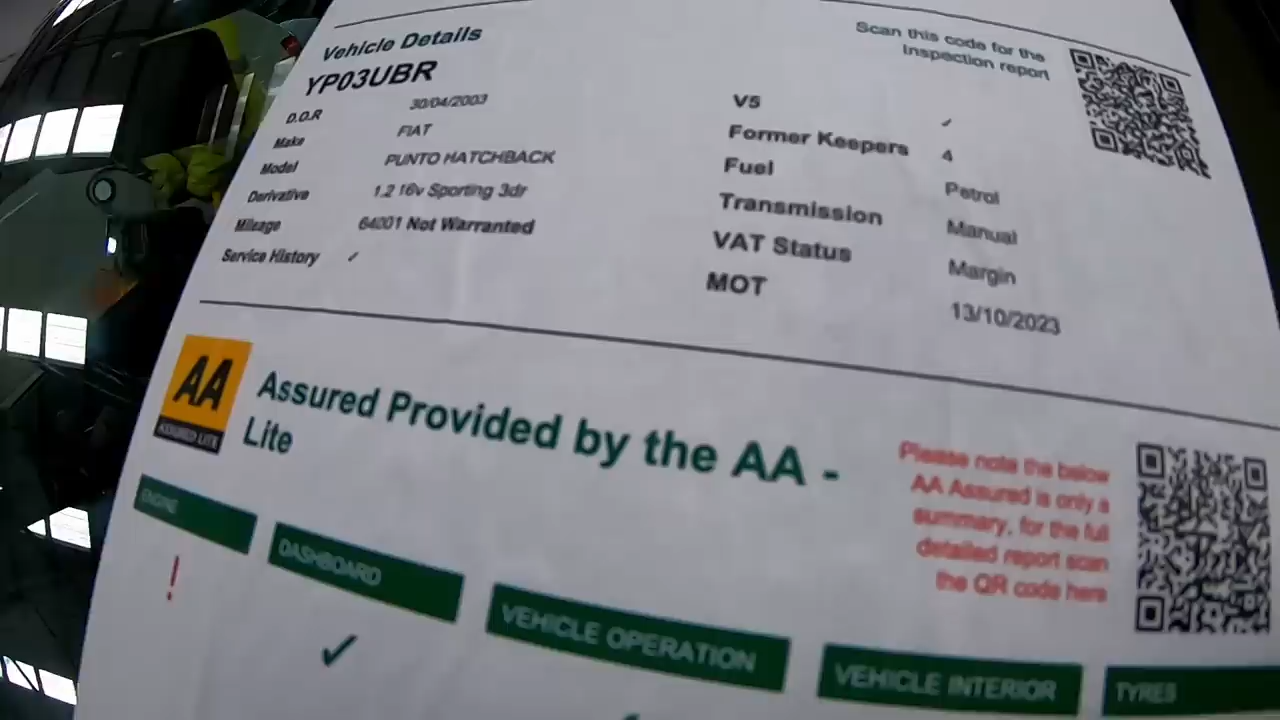 Vehicle Details
YP03UBR
D.O.R 30/04/2003
Make FIAT
Model PUNTO HATCHBACK
Derivative 1.2 16v Sporting 3dr
Mileage 64001 Not Warranted
Service History ✓
Scan this code for the
Inspection report
V5 ✓
Former Keepers 4
Fuel Petrol
Transmission Manual
VAT Status Margin
MOT 13/10/2023
AA
ASSURED LITE
Assured Provided by the AA -
Lite
Please note the below
AA Assured is only a
summary, for the full
detailed report scan
the QR code here
ENGINE
!
DASHBOARD
✓
VEHICLE OPERATION
VEHICLE INTERIOR
TYRES